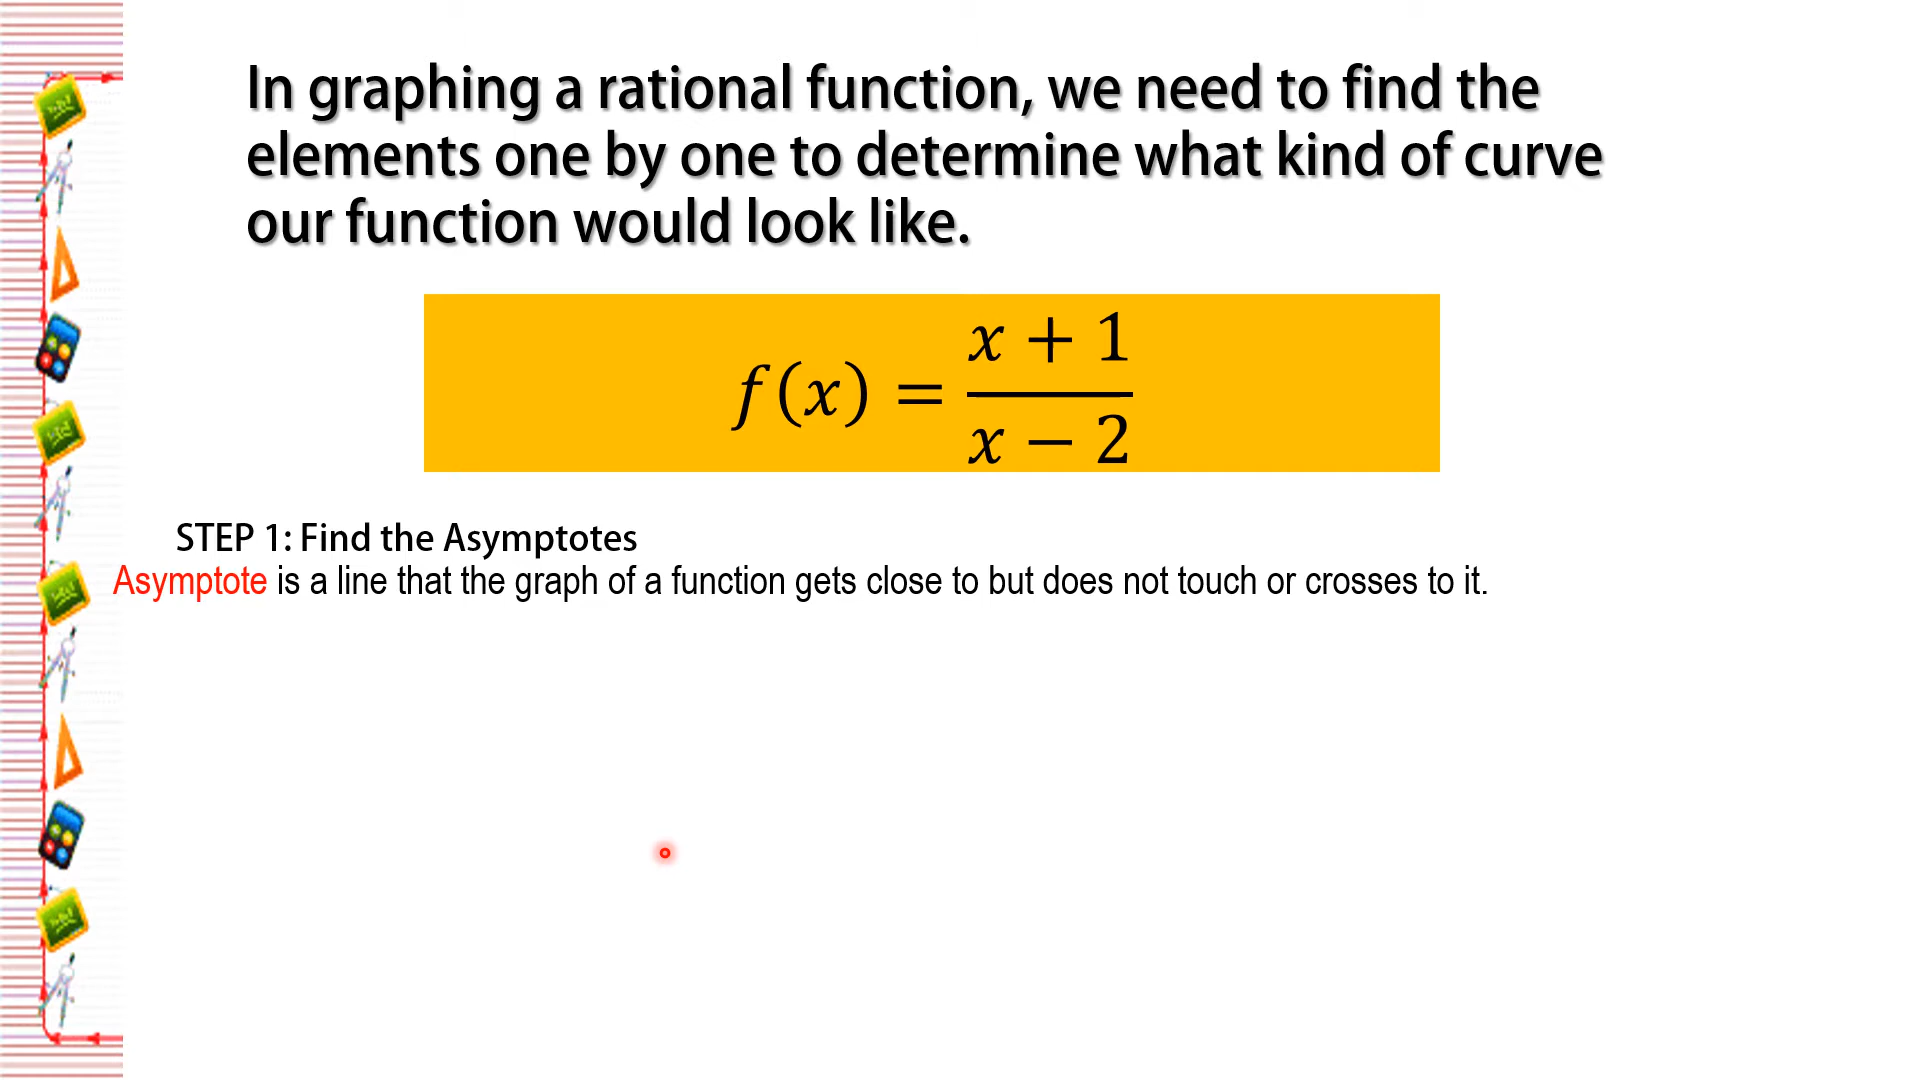 In graphing a rational function, we need to find the
elements one by one to determine what kind of curve
our function would look like.
f(x) = \frac{x + 1}{x − 2}
STEP 1: Find the Asymptotes
Asymptote is a line that the graph of a function gets close to but does not touch or crosses to it.